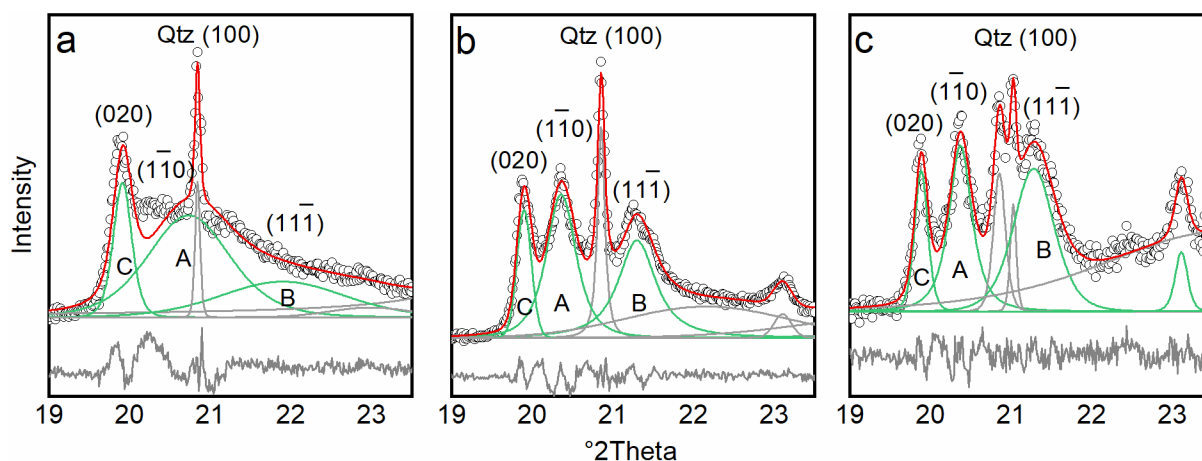 a
Qtz (100)
(020)
(11̅0)
(111̅)
C
A
B
b
Qtz (100)
(020)
(11̅0)
(111̅)
C
A
B
c
Qtz (100)
(020)
(11̅0)
(111̅)
C
A
B
Intensity
19 20 21 22 23
19 20 21 22 23
19 20 21 22 23
°2Theta